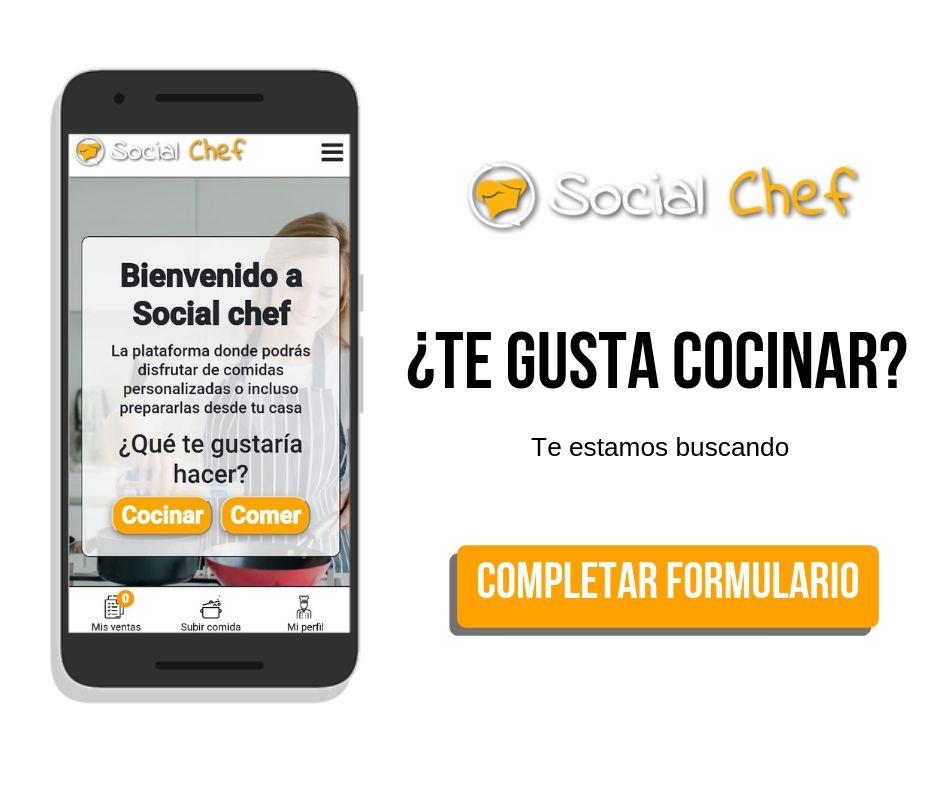 Social Chef
Bienvenido a
Social chef
La plataforma donde podrás
disfrutar de comidas
personalizadas o incluso
prepararlas desde tu casa
¿Qué te gustaría
hacer?
Cocinar Comer
0
Mis ventas Subir comida Mi perfil
Social Chef
¿TE GUSTA COCINAR?
Te estamos buscando
COMPLETAR FORMULARIO